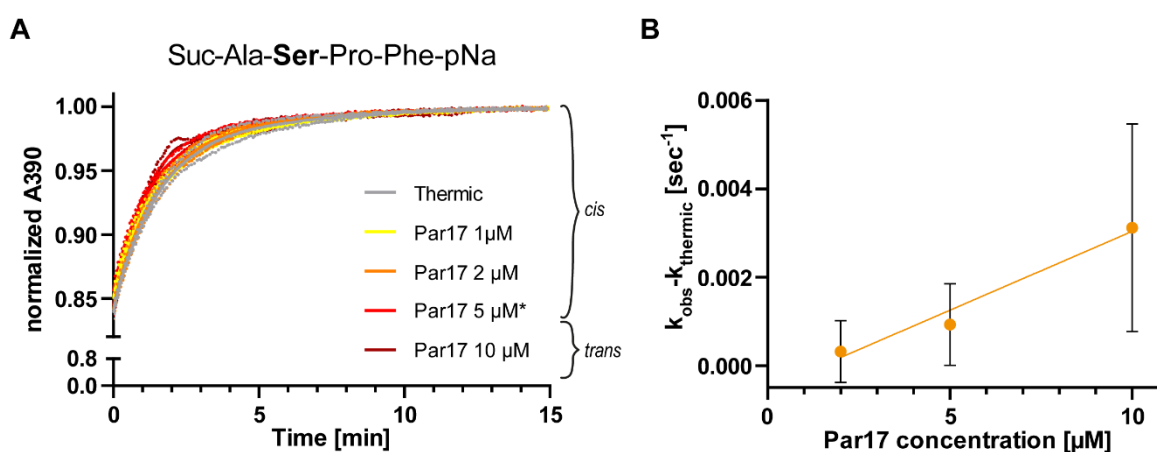 A
Suc-Ala-Ser-Pro-Phe-pNa
normalized A390
1.00
0.95
0.90
0.85
0.8
0.0
Thermic
Par17 1µM
Par17 2 µM
Par17 5 µM*
Par17 10 µM
cis
trans
0
5
10
15
Time [min]
B
kobs-kthermic [sec-1]
0.006
0.004
0.002
0.000
0
2
5
10
Par17 concentration [µM]